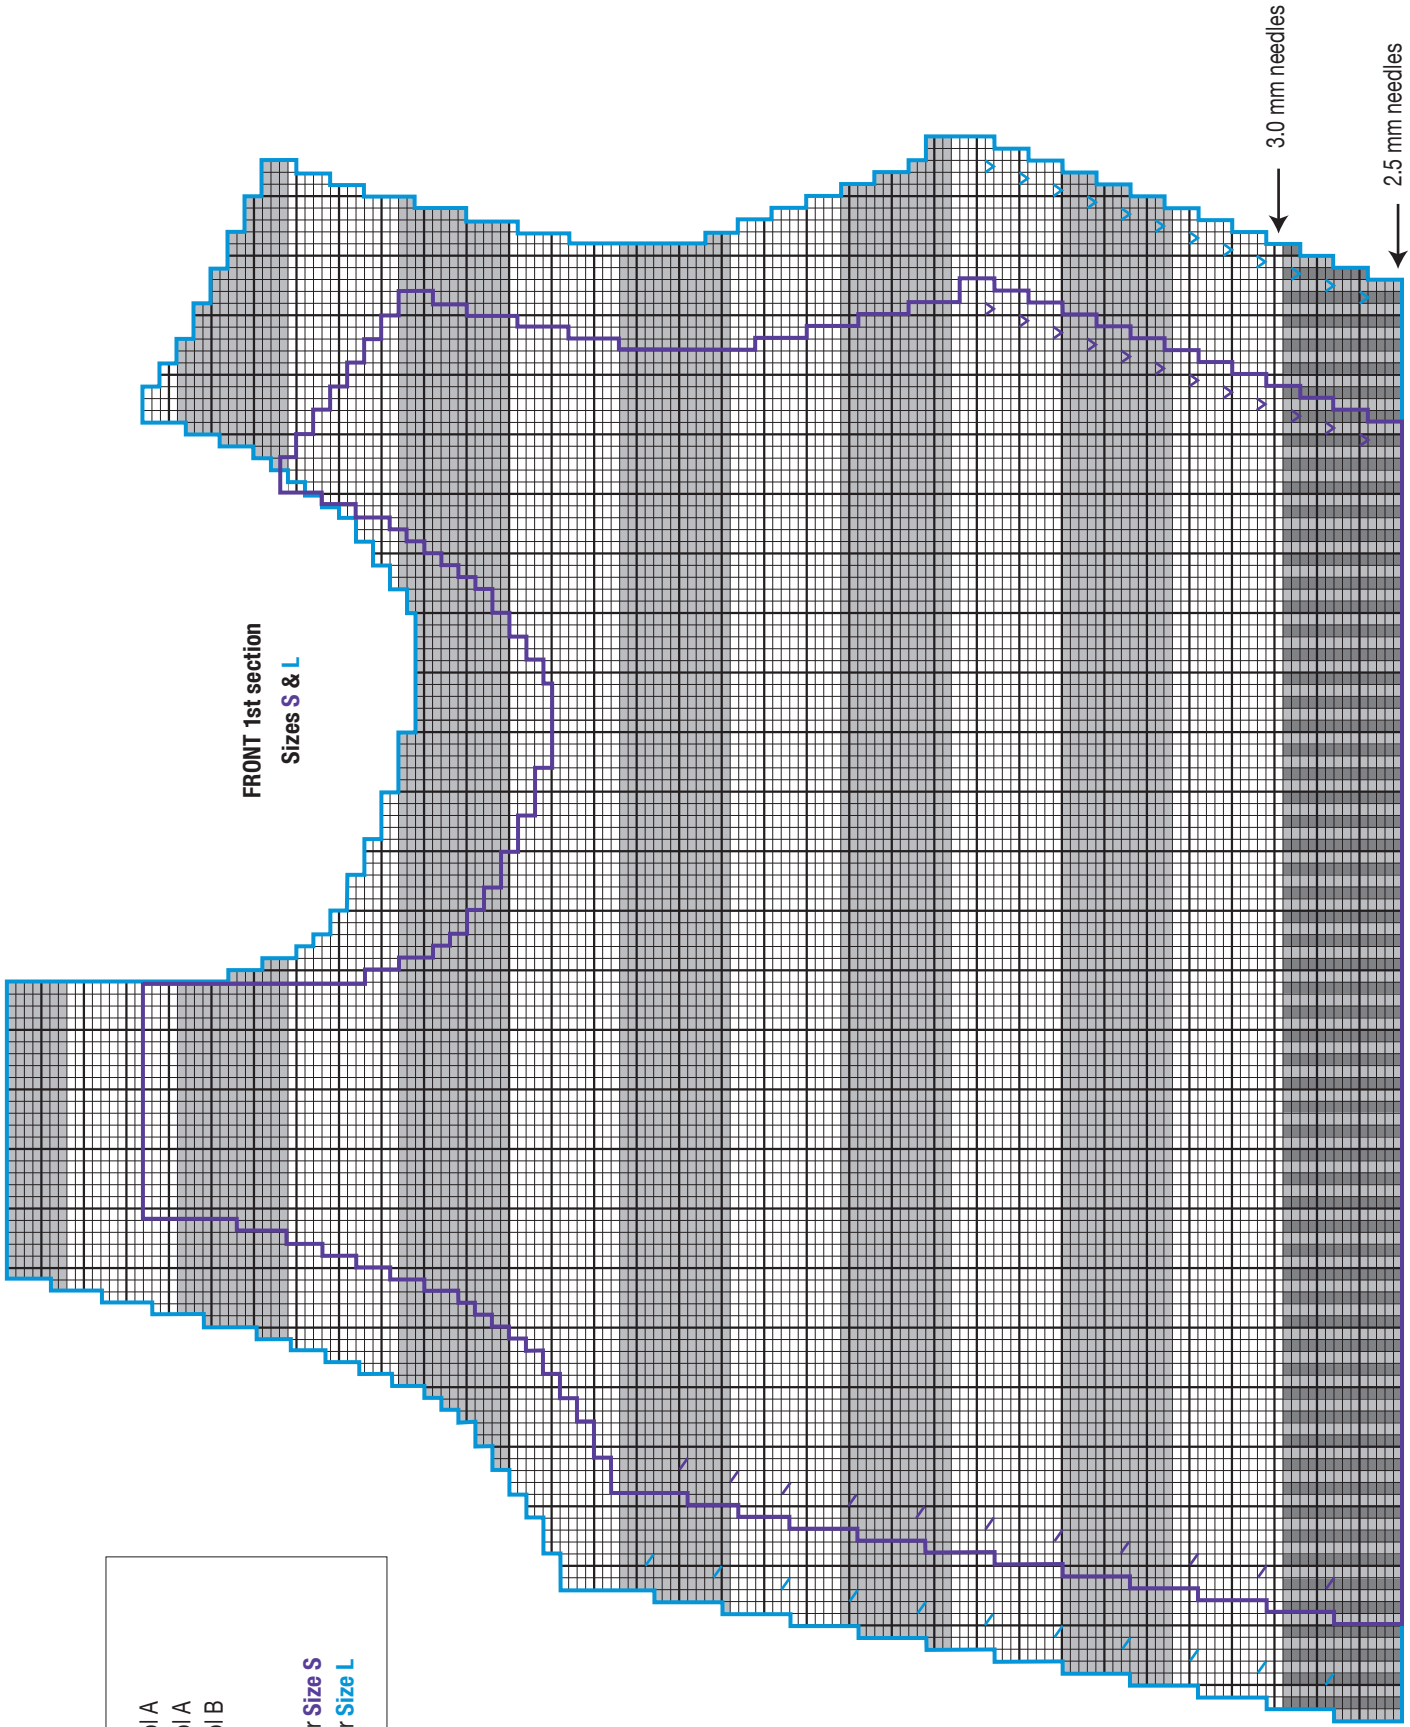 FRONT 1st section
Sizes S & L
3.0 mm needles
2.5 mm needles
A
A
B
Size S
Size L